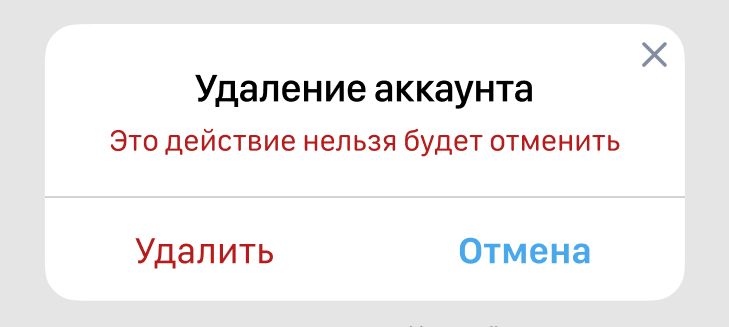 Удаление аккаунта
Это действие нельзя будет отменить
Удалить Отмена